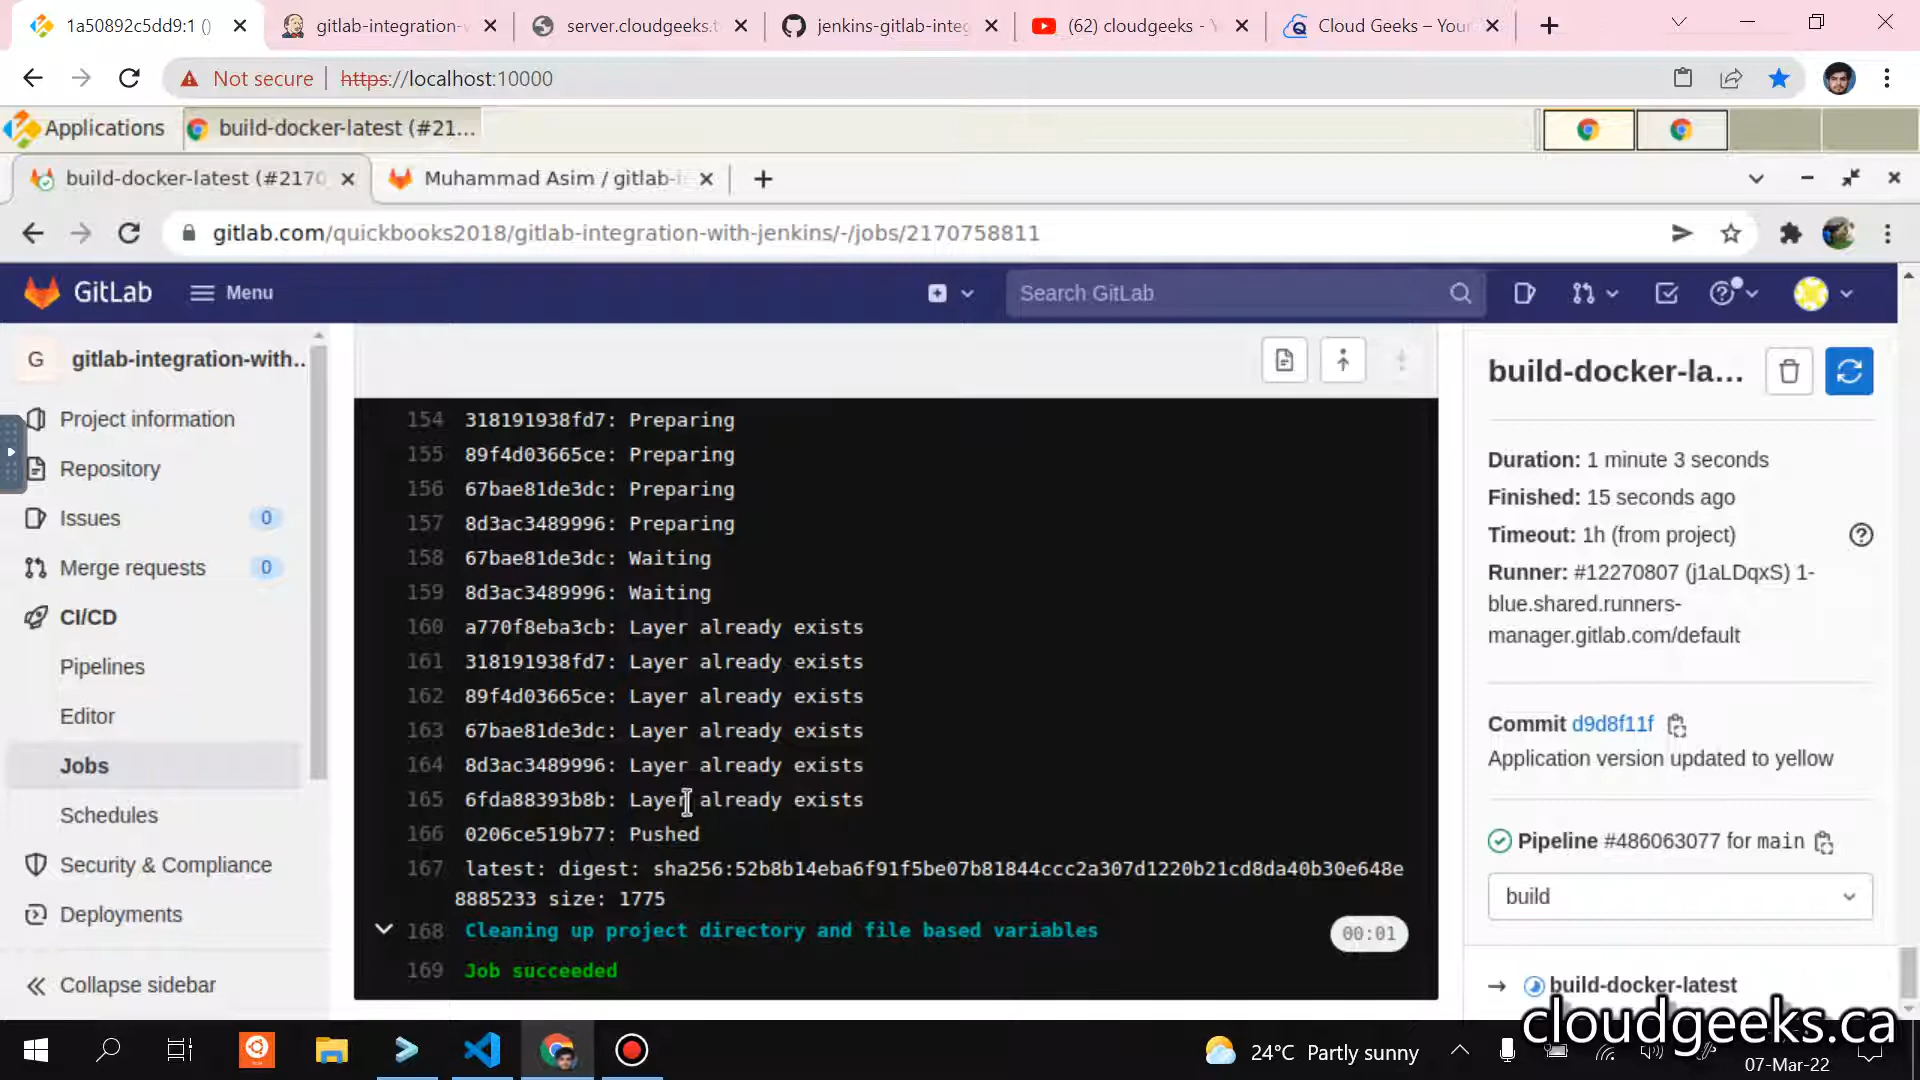 1a50892c5dd9:1 ()
gitlab-integration-
server.cloudgeeks.
jenkins-gitlab-integ
(62) cloudgeeks - Y
Cloud Geeks – Your
Not secure
https://localhost:10000
Applications
build-docker-latest (#21...
build-docker-latest (#2170
Muhammad Asim / gitlab-i
gitlab.com/quickbooks2018/gitlab-integration-with-jenkins/-/jobs/2170758811
GitLab
Menu
Search GitLab
G
gitlab-integration-with...
Project information
Repository
Issues 0
Merge requests 0
CI/CD
Pipelines
Editor
Jobs
Schedules
Security & Compliance
Deployments
Collapse sidebar
154 318191938fd7: Preparing
155 89f4d03665ce: Preparing
156 67bae81de3dc: Preparing
157 8d3ac3489996: Preparing
158 67bae81de3dc: Waiting
159 8d3ac3489996: Waiting
160 a770f8eba3cb: Layer already exists
161 318191938fd7: Layer already exists
162 89f4d03665ce: Layer already exists
163 67bae81de3dc: Layer already exists
164 8d3ac3489996: Layer already exists
165 6fda88393b8b: Layer already exists
166 0206ce519b77: Pushed
167 latest: digest: sha256:52b8b14eba6f91f5be07b81844ccc2a307d1220b21cd8da40b30e648e
8885233 size: 1775
168 Cleaning up project directory and file based variables 00:01
169 Job succeeded
build-docker-la...
Duration: 1 minute 3 seconds
Finished: 15 seconds ago
Timeout: 1h (from project)
Runner: #12270807 (j1aLDqxS) 1-
blue.shared.runners-
manager.gitlab.com/default
Commit d9d8f11f
Application version updated to yellow
Pipeline #486063077 for main
build
build-docker-latest
cloudgeeks.ca
24°C Partly sunny
07-Mar-22